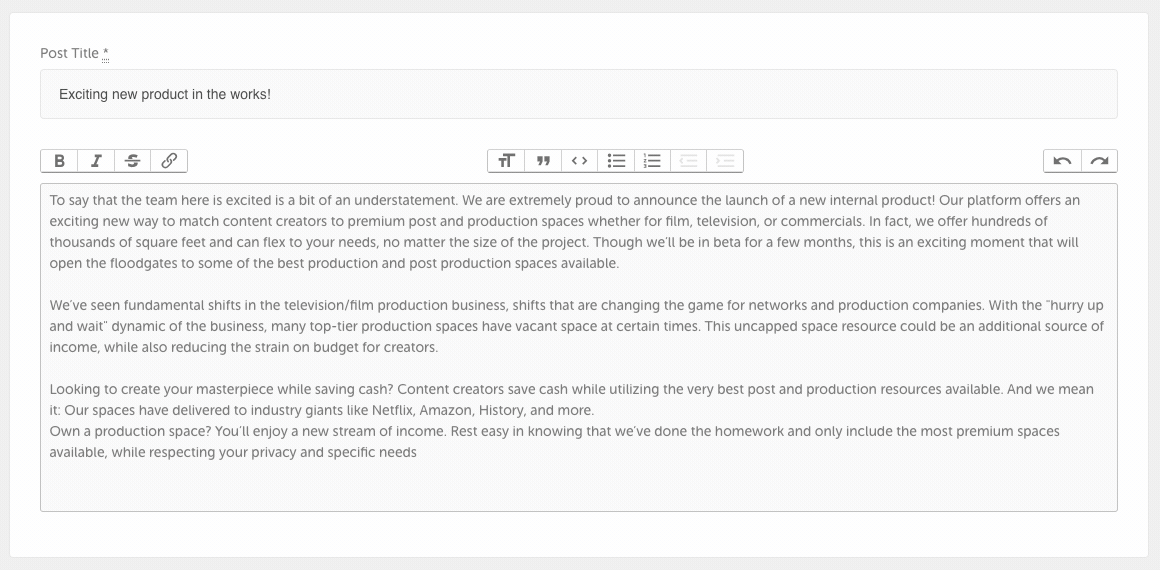 Post Title *
Exciting new product in the works!
To say that the team here is excited is a bit of an understatement. We are extremely proud to announce the launch of a new internal product! Our platform offers an
exciting new way to match content creators to premium post and production spaces whether for film, television, or commercials. In fact, we offer hundreds of
thousands of square feet and can flex to your needs, no matter the size of the project. Though we'll be in beta for a few months, this is an exciting moment that will
open the floodgates to some of the best production and post production spaces available.
We've seen fundamental shifts in the television/film production business, shifts that are changing the game for networks and production companies. With the "hurry up
and wait" dynamic of the business, many top-tier production spaces have vacant space at certain times. This uncapped space resource could be an additional source of
income, while also reducing the strain on budget for creators.
Looking to create your masterpiece while saving cash? Content creators save cash while utilizing the very best post and production resources available. And we mean
it: Our spaces have delivered to industry giants like Netflix, Amazon, History, and more.
Own a production space? You'll enjoy a new stream of income. Rest easy in knowing that we've done the homework and only include the most premium spaces
available, while respecting your privacy and specific needs